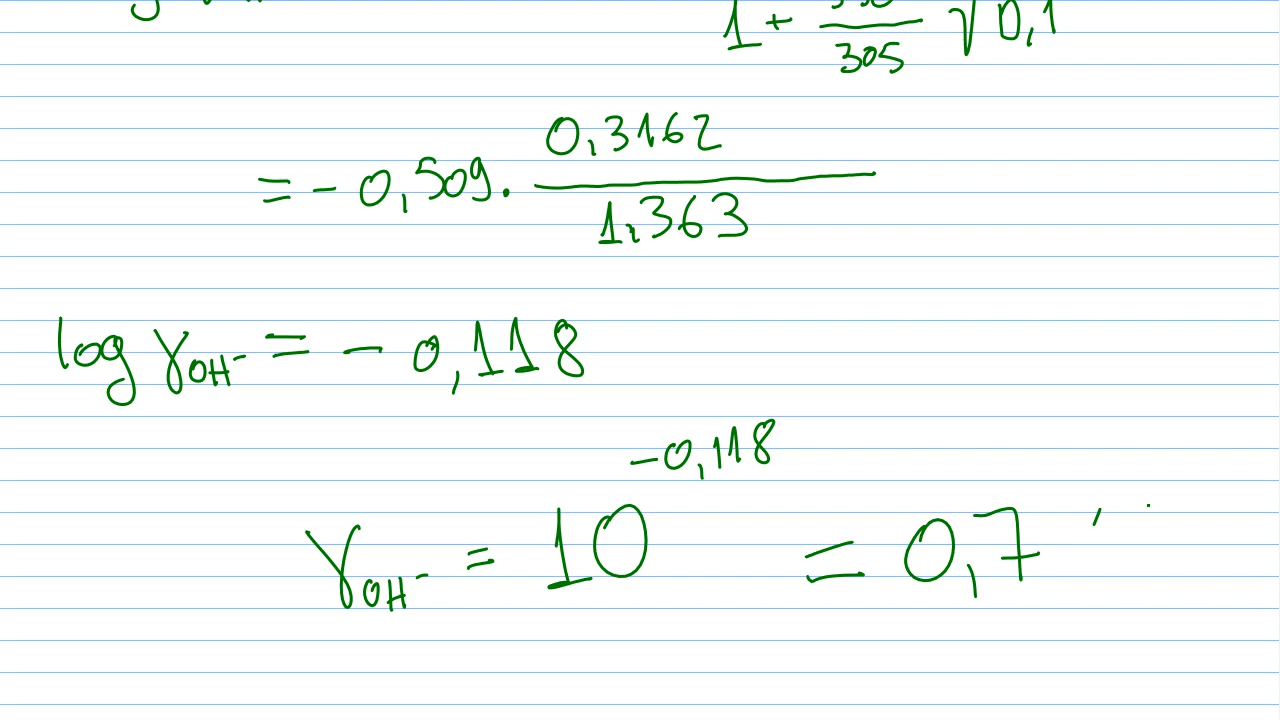 1 + 350/305 √0,1
= - 0,509 · 0,3162/1,363
log γOH⁻ = - 0,118
γOH⁻ = 10^-0,118 = 0,7